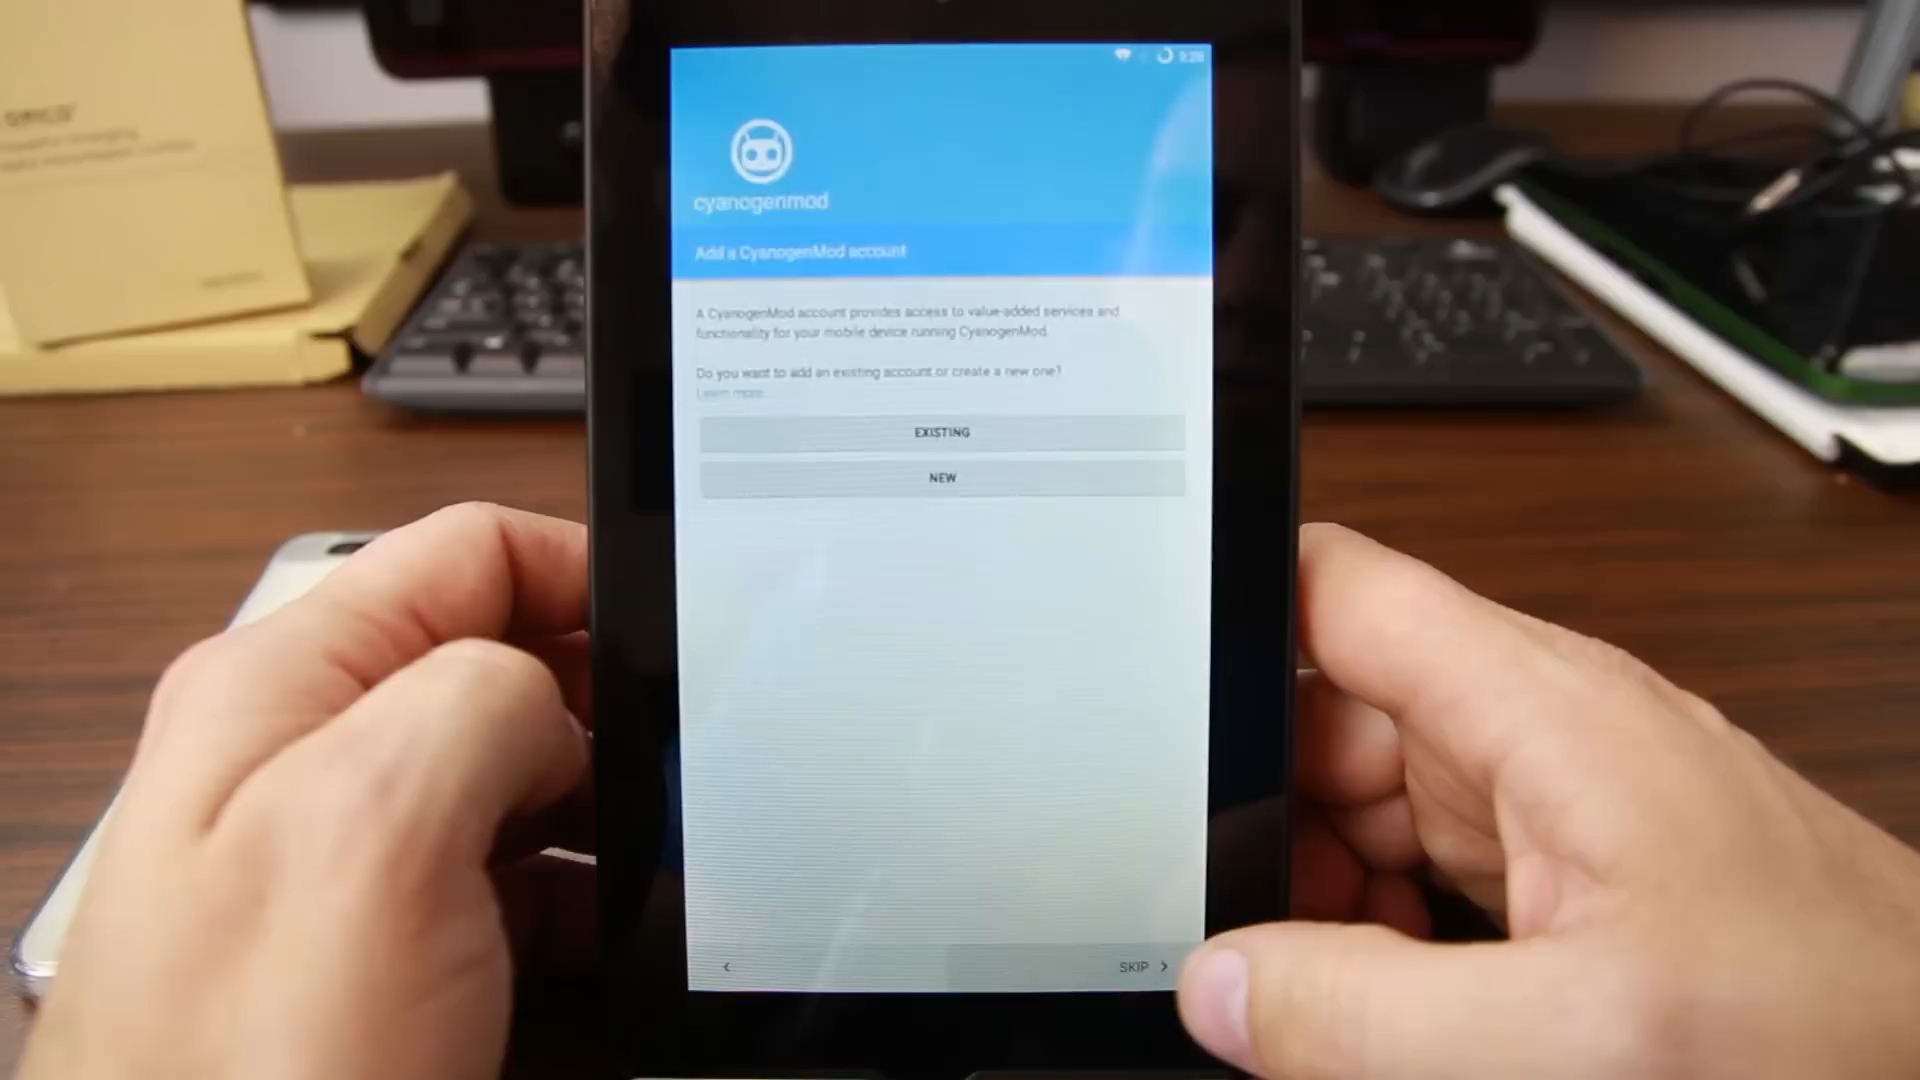 cyanogenmod
Add a CyanogenMod account
A CyanogenMod account provides access to value-added services and
functionality for your mobile device running CyanogenMod.
Do you want to add an existing account or create a new one?
Learn more...
EXISTING
NEW
SKIP